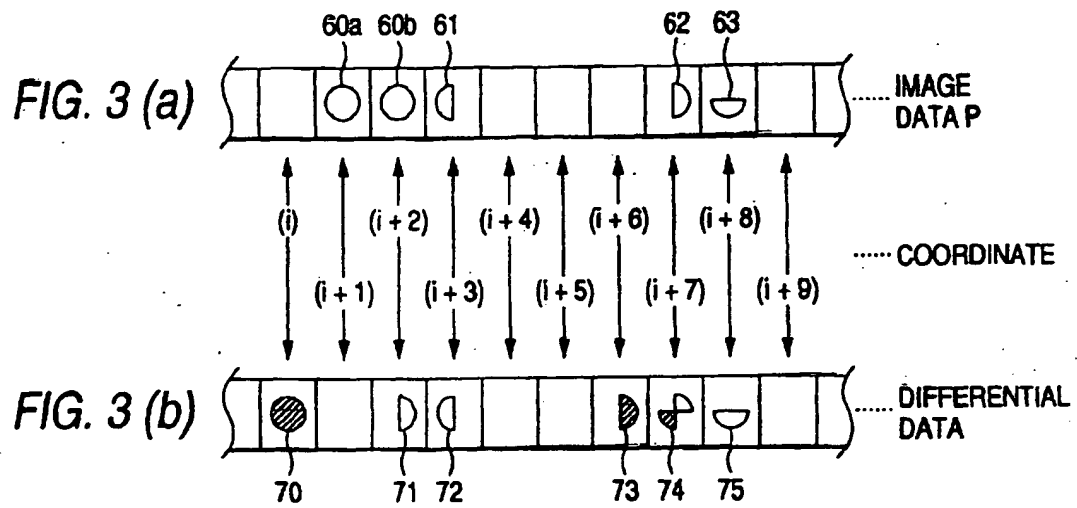 60a 60b 61 62 63
FIG. 3 (a)
IMAGE
DATA P
(i) (i + 2) (i + 4) (i + 6) (i + 8)
COORDINATE
(i + 1) (i + 3) (i + 5) (i + 7) (i + 9)
FIG. 3 (b)
DIFFERENTIAL
DATA
70 71 72 73 74 75